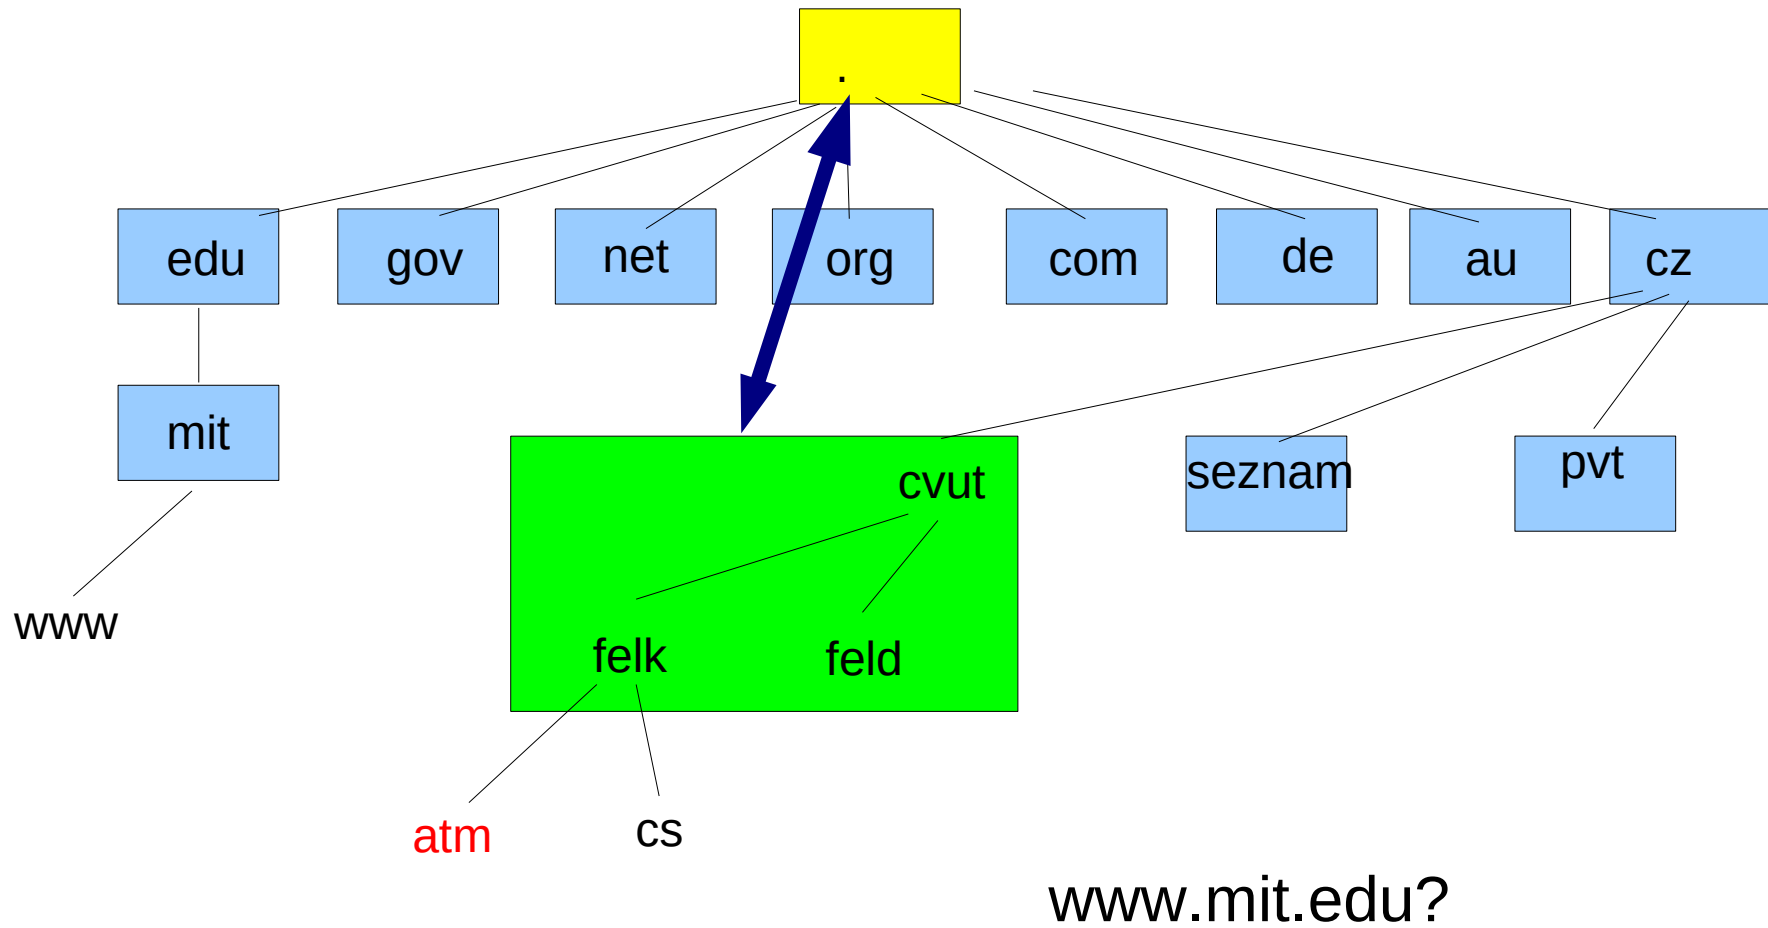 .
edu
gov
net
org
com
de
au
cz
mit
cvut
seznam
pvt
www
felk
feld
atm
cs
www.mit.edu?